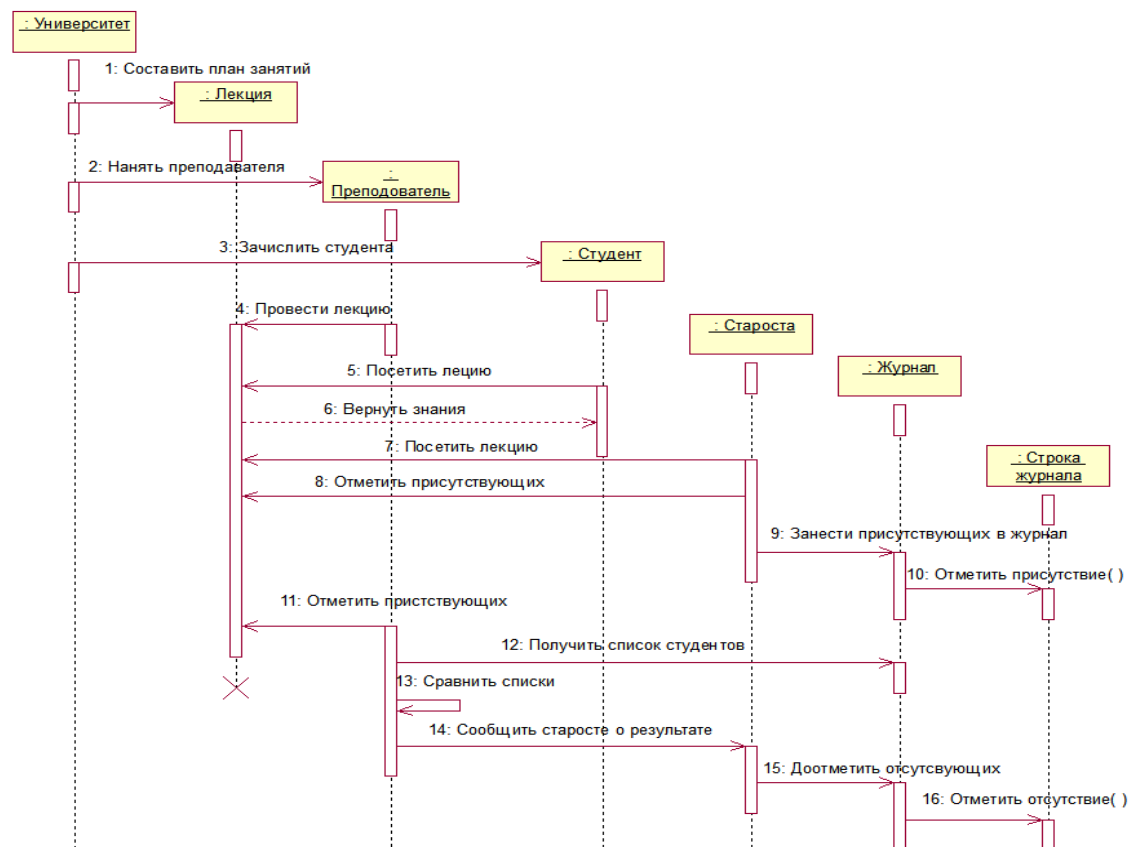 : Университет
1: Составить план занятий
: Лекция
2: Нанять преподавателя
:
Преподователь
3: Зачислить студента
: Студент
4: Провести лекцию
: Староста
: Журнал
5: Посетить лецию
6: Вернуть знания
7: Посетить лекцию
: Строка
журнала
8: Отметить присутствующих
9: Занести присутствующих в журнал
10: Отметить присутствие( )
11: Отметить пристствующих
12: Получить список студентов
13: Сравнить списки
14: Сообщить старосте о результате
15: Доотметить отсутсвующих
16: Отметить отсутствие( )